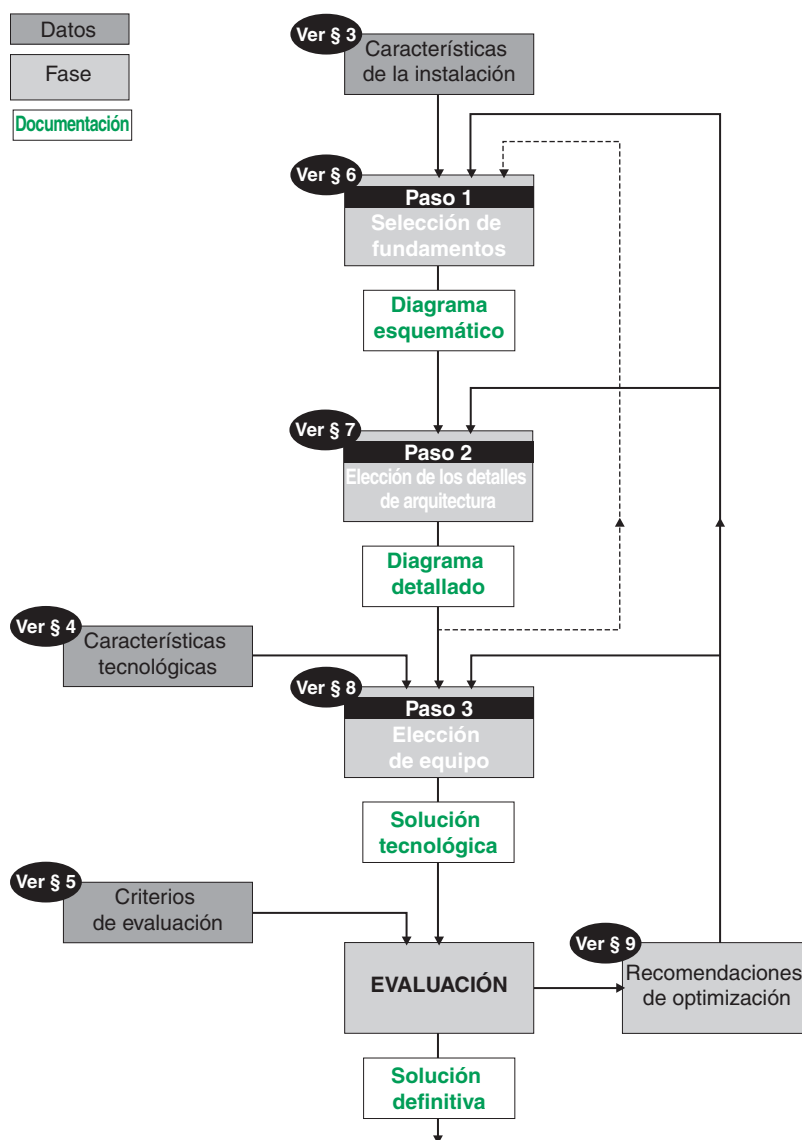 Datos
Fase
Documentación
Ver § 3
Características
de la instalación
Ver § 6
Paso 1
Selección de
fundamentos
Diagrama
esquemático
Ver § 7
Paso 2
Elección de los detalles
de arquitectura
Diagrama
detallado
Ver § 4
Características
tecnológicas
Ver § 8
Paso 3
Elección
de equipo
Solución
tecnológica
Ver § 5
Criterios
de evaluación
EVALUACIÓN
Ver § 9
Recomendaciones
de optimización
Solución
definitiva